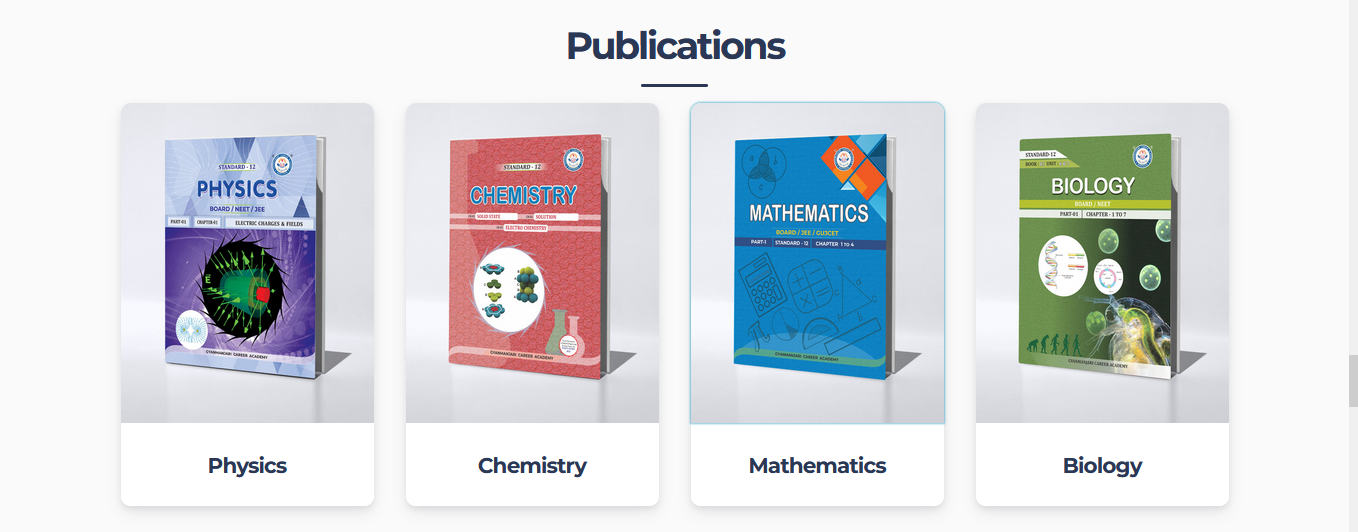 Publications
STANDARD - 12
PHYSICS
BOARD / NEET / JEE
PART-01 CHAPTER-01 ELECTRIC CHARGES & FIELDS
E
GYANMANJARI CAREER ACADEMY
Physics
STANDARD - 12
CHEMISTRY
SOLID STATE SOLUTION
ELECTRO CHEMISTRY
GYANMANJARI CAREER ACADEMY
Chemistry
a b
c
MATHEMATICS
BOARD / JEE / GUJCET
PART-1 STANDARD - 12 CHAPTER 1 TO 4
GYANMANJARI CAREER ACADEMY
Mathematics
STANDARD-12
BIOLOGY
BOARD / NEET
PART-01 CHAPTER - 1 TO 7
GYANMANJARI CAREER ACADEMY
Biology